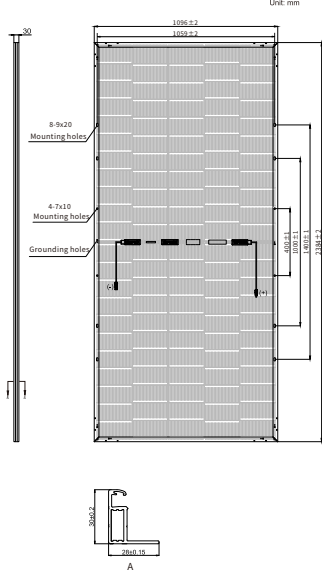 Unit: mm
1096±2
1059±2
30
8-9x20
Mounting holes
4-7x10
Mounting holes
Grounding holes
400±1
1000±1
1400±1
2384±2
(-)
(+)
30±0.2
28±0.15
A